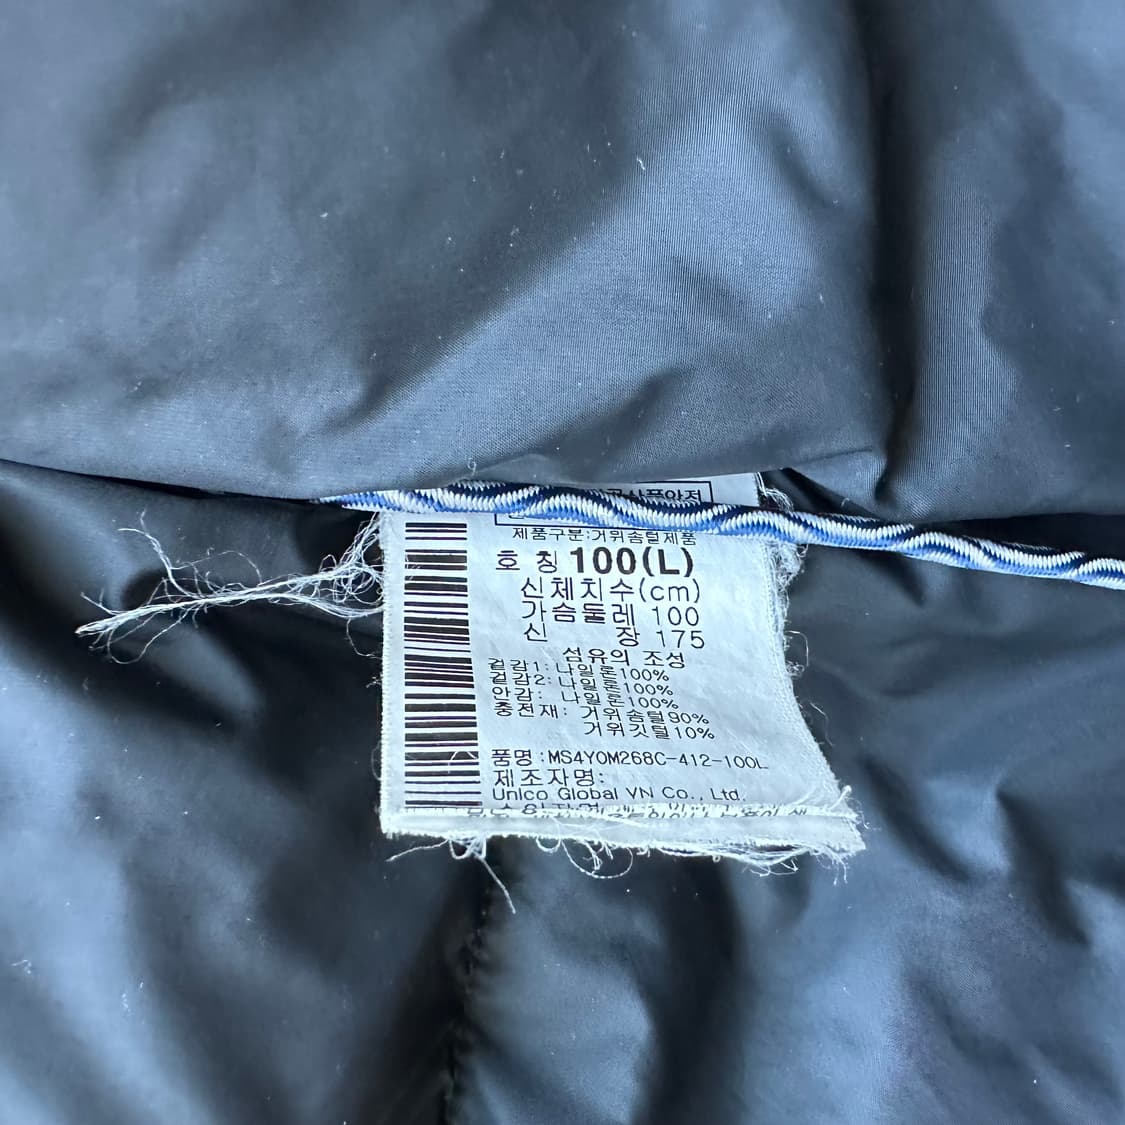 제품구분:거위솜털제품
호 칭 100(L)
신체치수(cm)
가슴둘레 100
신 장 175
섬유의 조성
겉감1: 나일론100%
겉감2: 나일론100%
안감: 나일론100%
충전재: 거위솜털90%
거위깃털10%
품명 :MS4YOM268C-412-100L
제조자명:
Unico Global VN Co., Ltd.